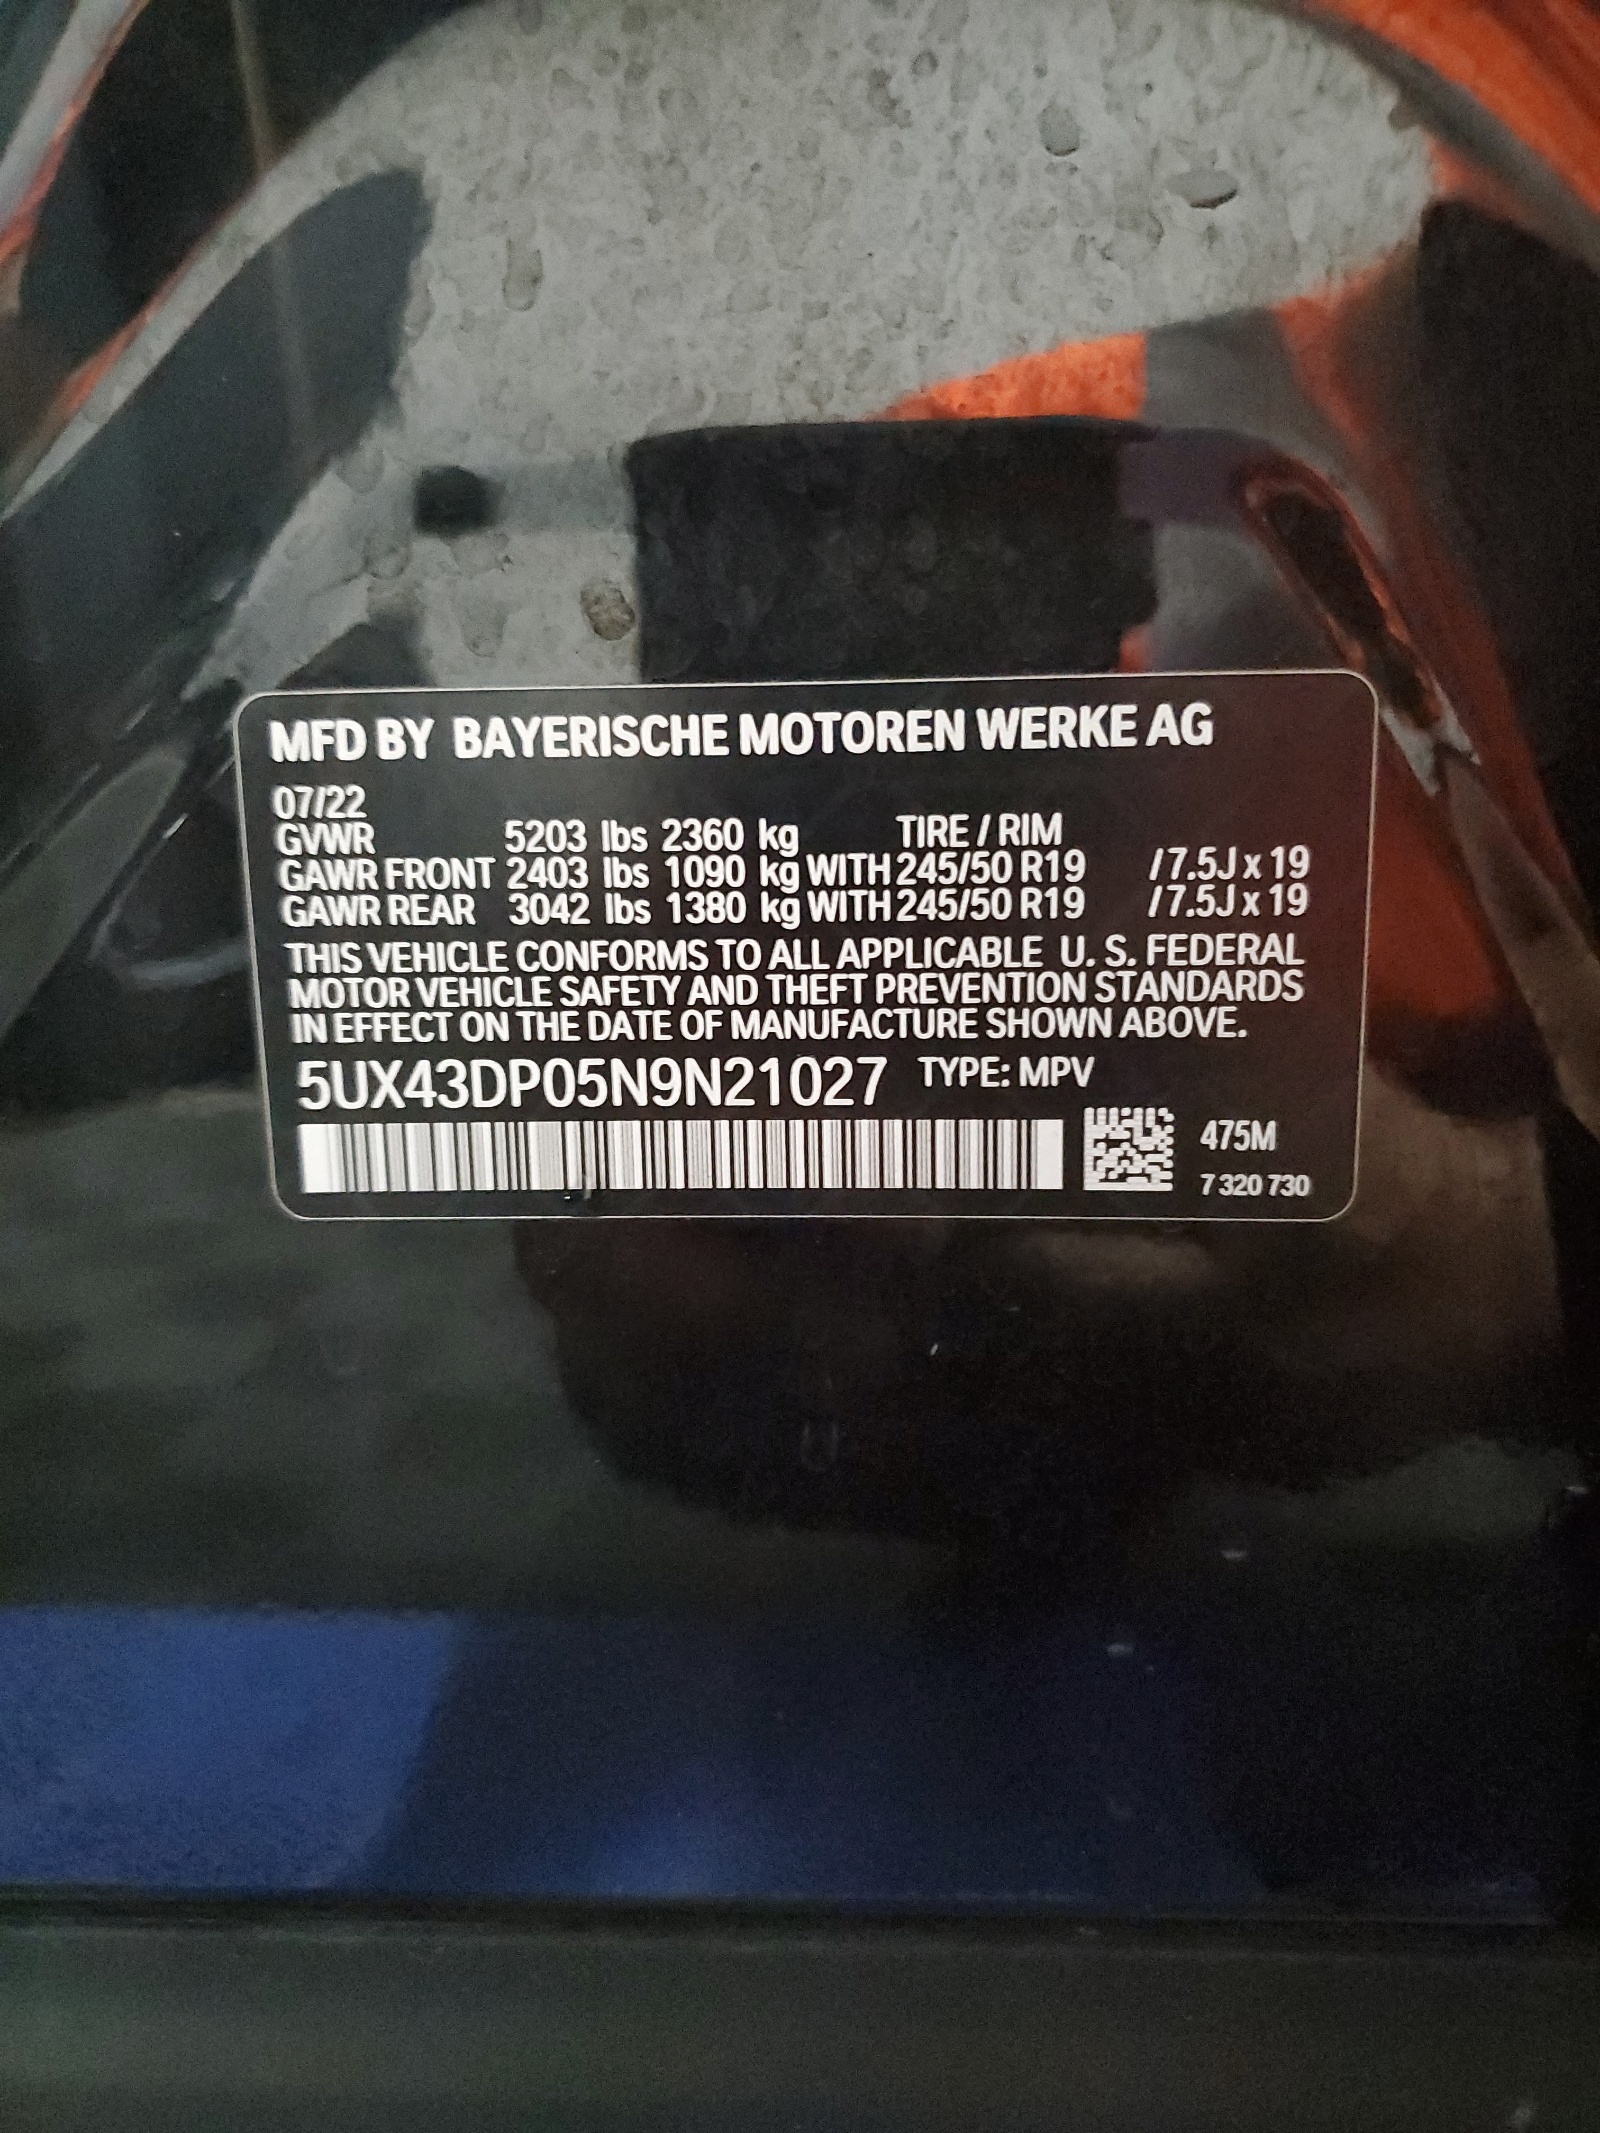 MFD BY BAYERISCHE MOTOREN WERKE AG
07/22
GVWR 5203 lbs 2360 kg TIRE / RIM
GAWR FRONT 2403 lbs 1090 kg WITH 245/50 R19 /7.5J x 19
GAWR REAR 3042 lbs 1380 kg WITH 245/50 R19 /7.5J x 19
THIS VEHICLE CONFORMS TO ALL APPLICABLE U. S. FEDERAL
MOTOR VEHICLE SAFETY AND THEFT PREVENTION STANDARDS
IN EFFECT ON THE DATE OF MANUFACTURE SHOWN ABOVE.
5UX43DP05N9N21027 TYPE: MPV
475M
7 320 730